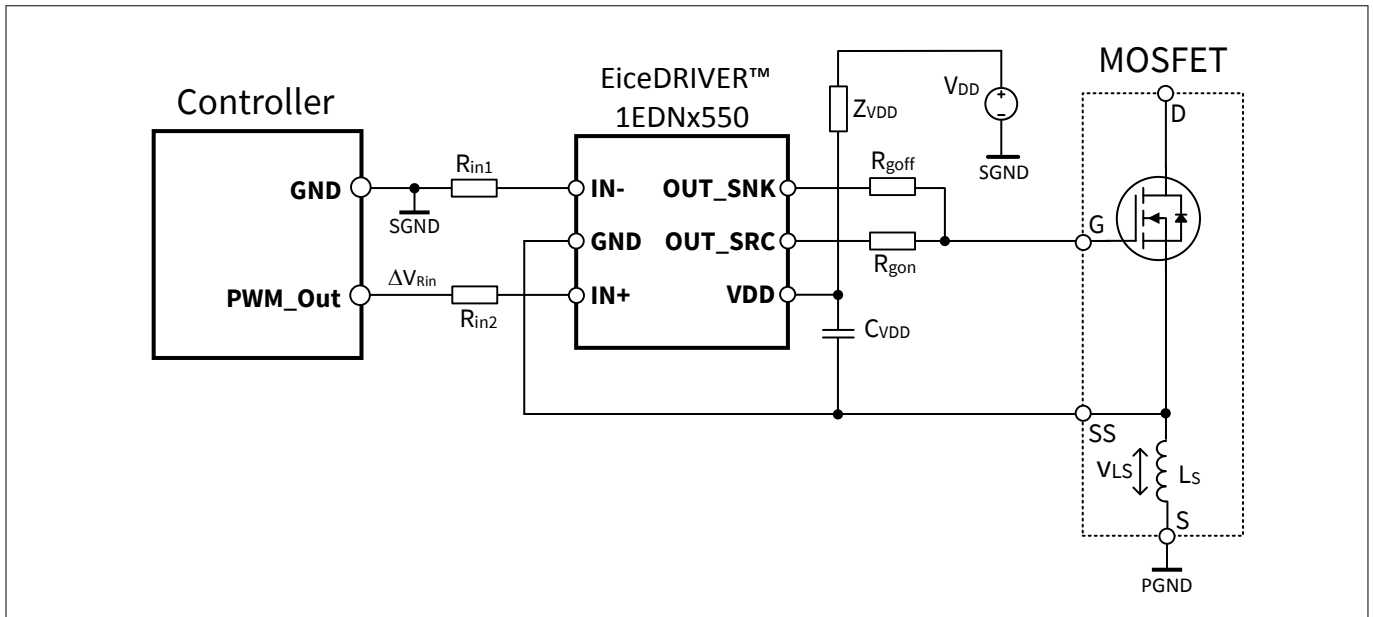 MOSFET
EiceDRIVER™
1EDNx550
Controller
VDD
ZVDD
D
SGND
Rin1
Rgoff
GND
IN-
OUT_SNK
SGND
G
GND
OUT_SRC
Rgon
ΔVRin
PWM_Out
IN+
VDD
Rin2
CVDD
SS
VLS
LS
S
PGND